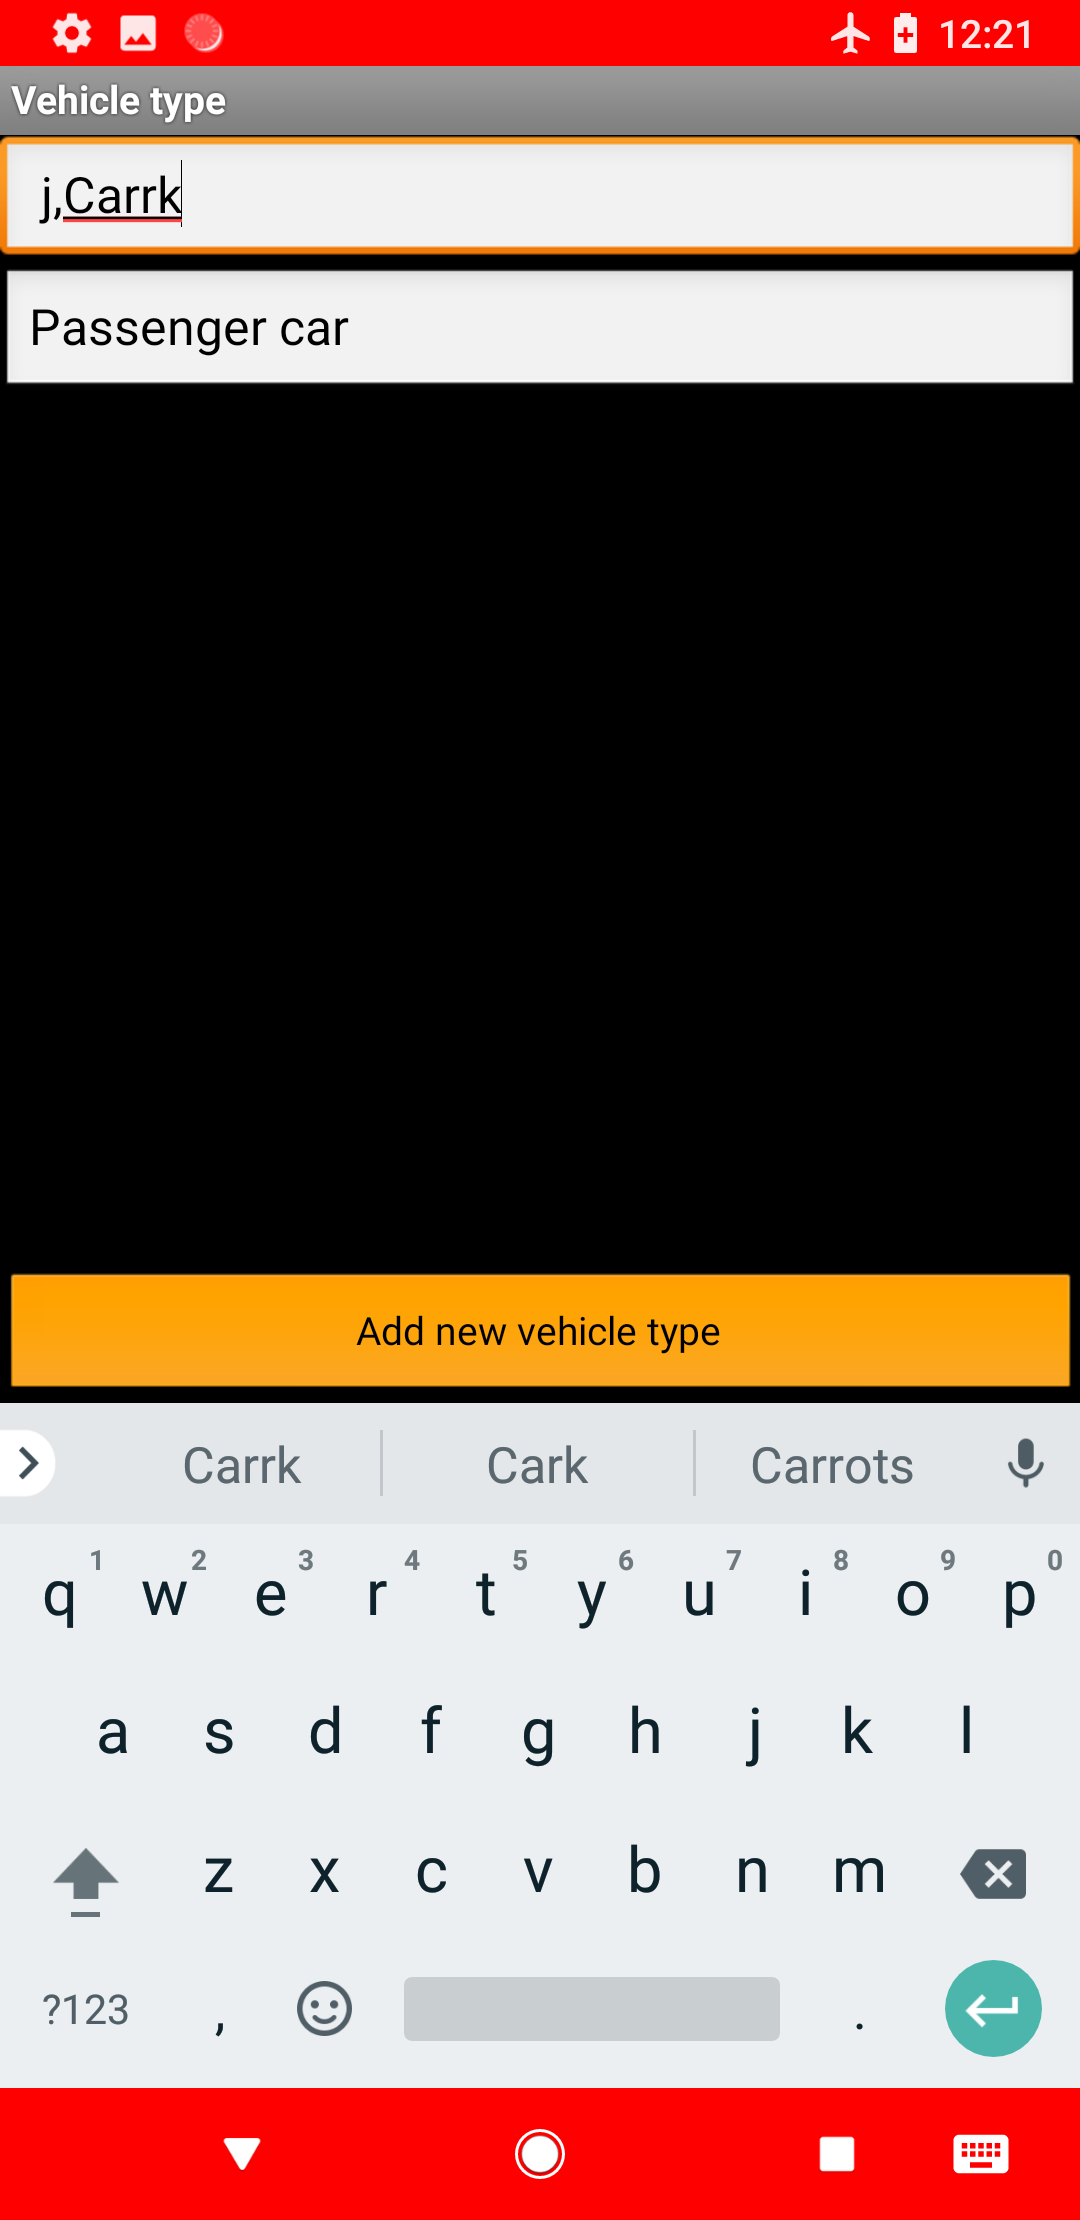 12:21
Vehicle type
j,Carrk
Passenger car
Add new vehicle type
Carrk Cark Carrots
1 2 3 4 5 6 7 8 9 0
q w e r t y u i o p
a s d f g h j k l
z x c v b n m
?123 , .